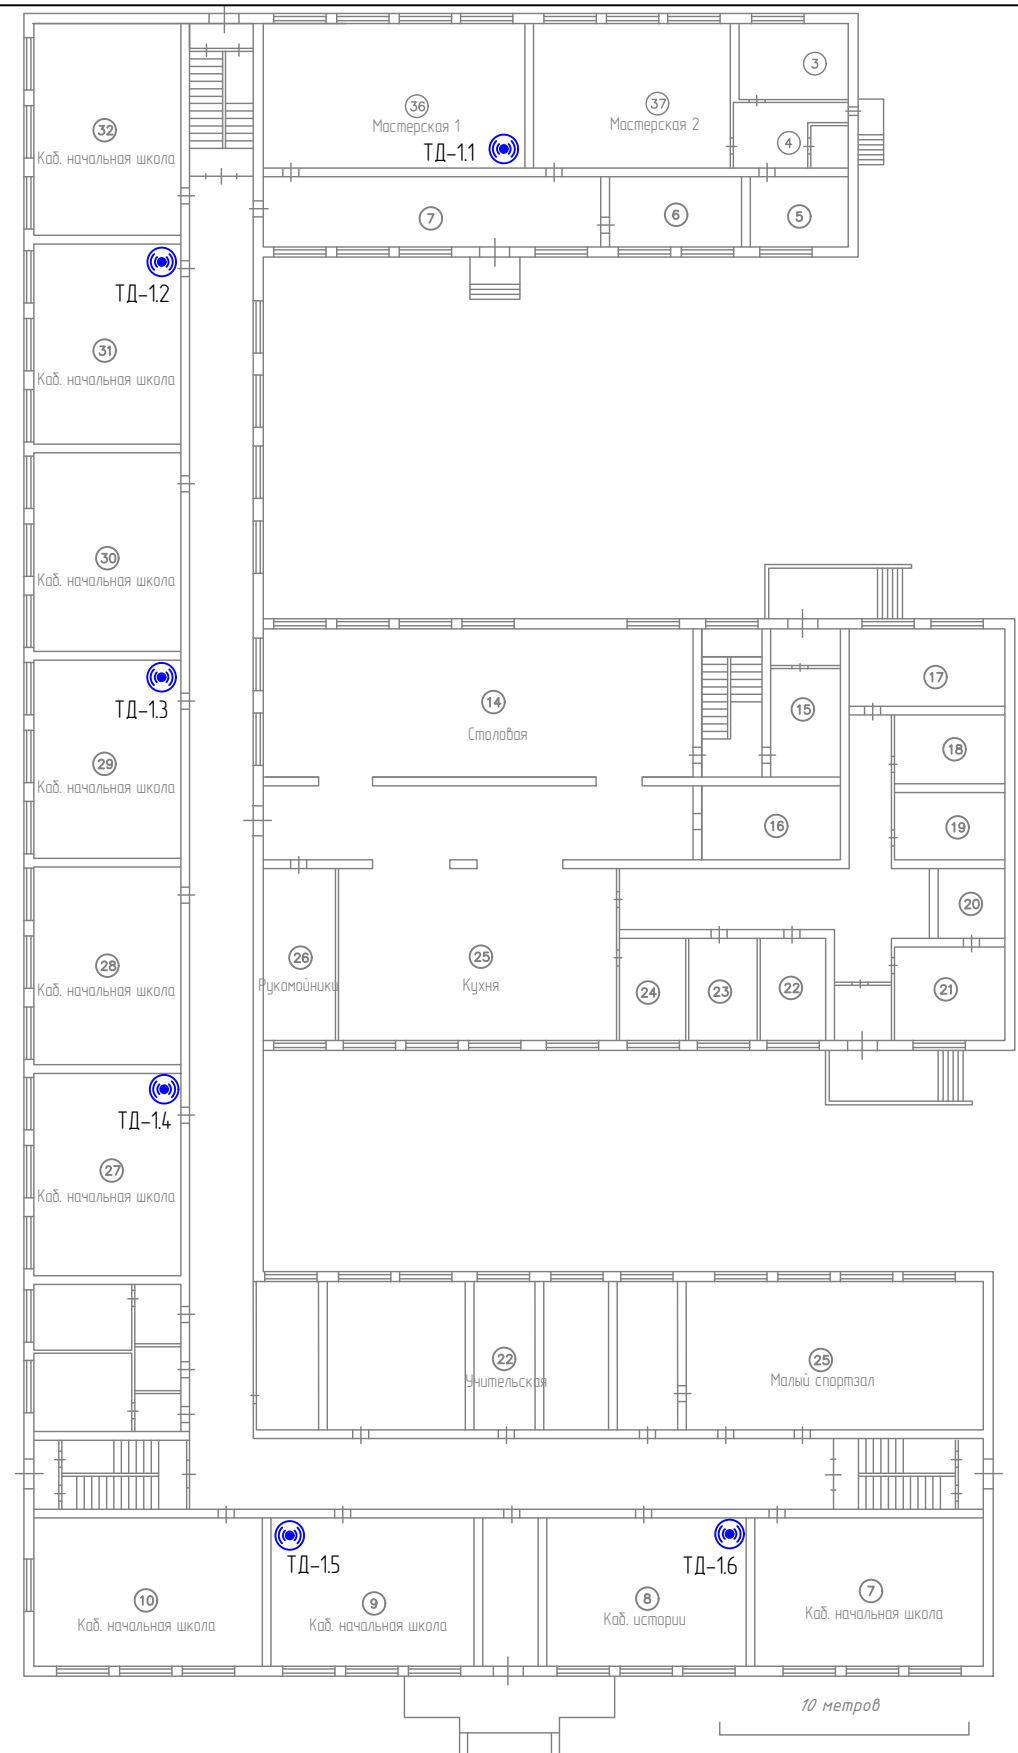 3
36
Мастерская 1
37
Мастерская 2
4
ТД-1.1
32
Каб. начальная школа
7
6
5
ТД-1.2
31
Каб. начальная школа
30
Каб. начальная школа
17
14
Столовая
15
ТД-1.3
18
29
Каб. начальная школа
16
19
20
28
Каб. начальная школа
26
Рукомойники
25
Кухня
24
23
22
21
ТД-1.4
27
Каб. начальная школа
22
Учительская
25
Малый спортзал
ТД-1.5
ТД-1.6
10
Каб. начальная школа
9
Каб. начальная школа
8
Каб. истории
7
Каб. начальная школа
10 метров